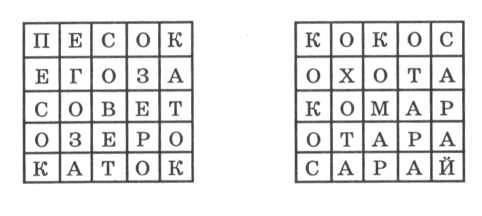 ПЕСОК
ЕГОЗА
СОВЕТ
ОЗЕРО
КАТОК
КОКОС
ОХОТА
КОМАР
ОТАРА
САРАЙ